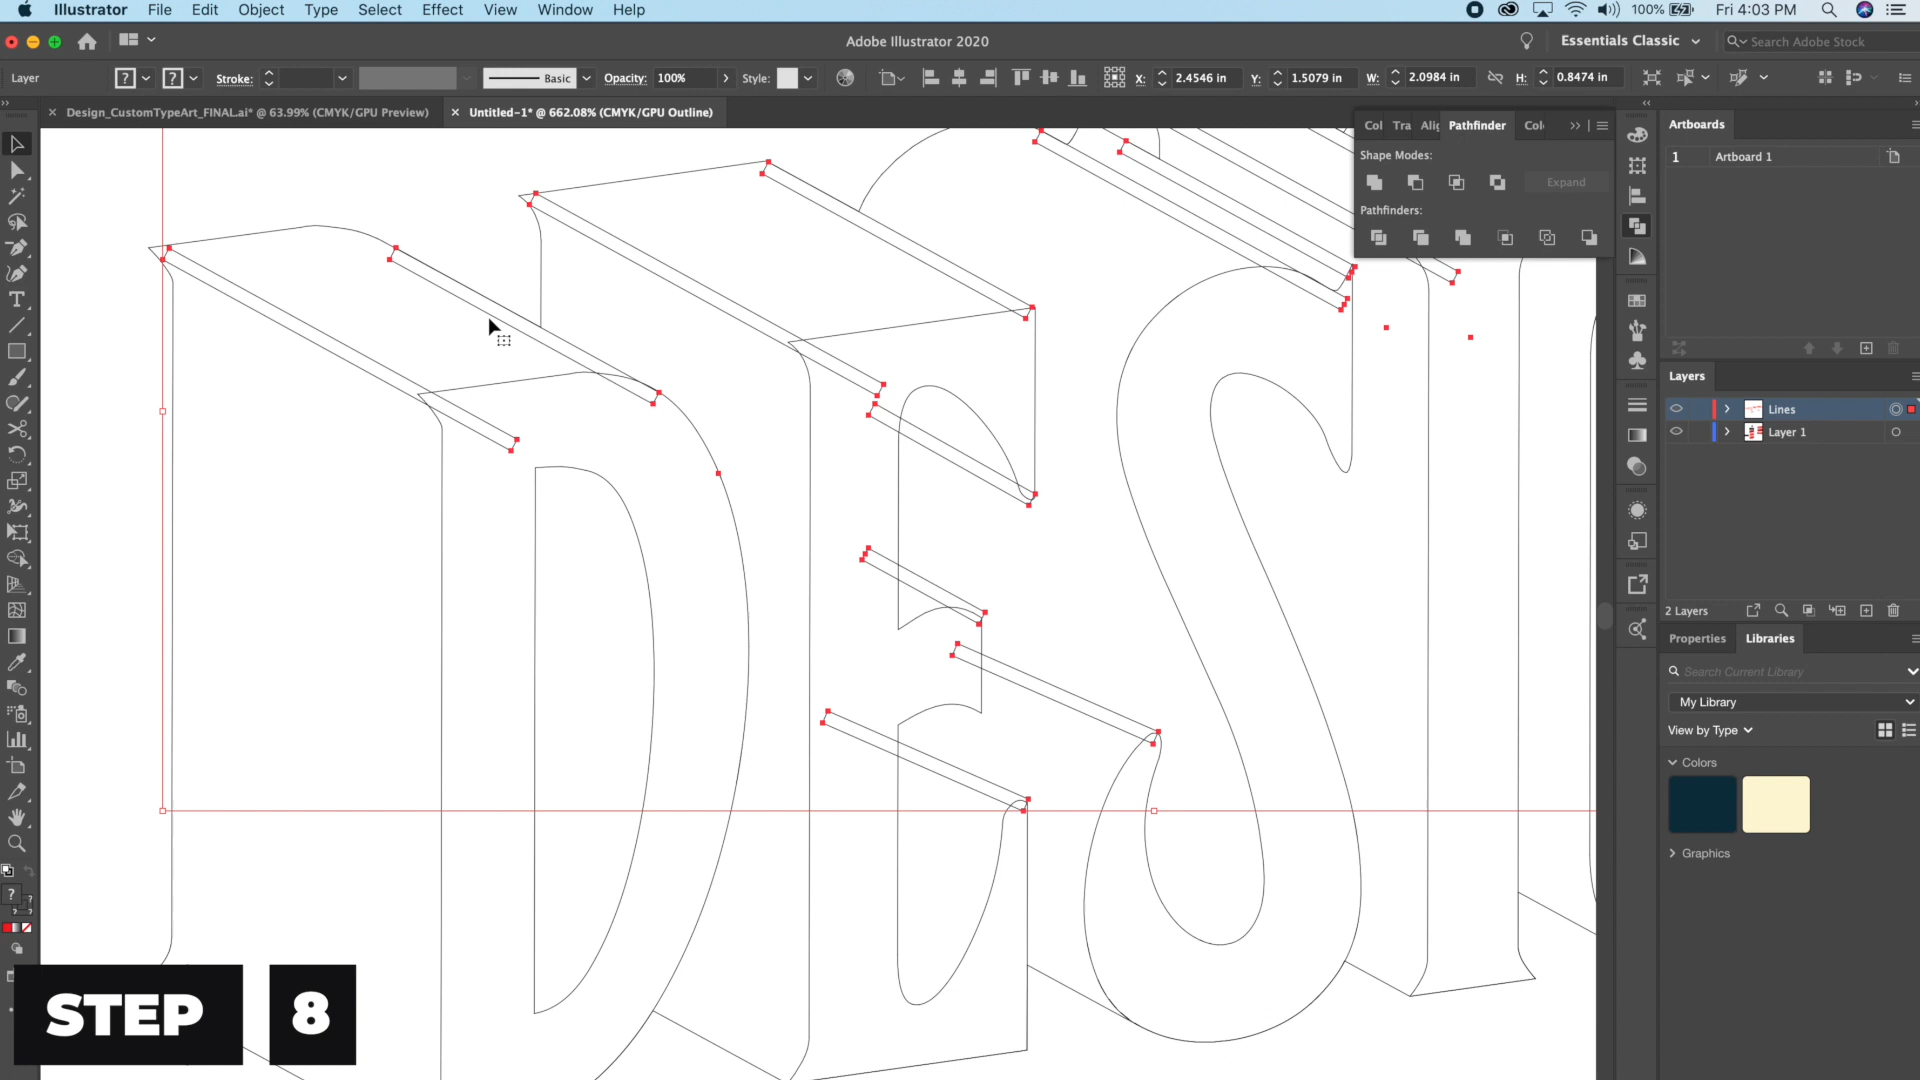 Illustrator File Edit Object Type Select Effect View Window Help 100% Fri 4:03 PM
Adobe Illustrator 2020 Essentials Classic Search Adobe Stock
Layer ? ? Stroke: Basic Opacity: 100% Style: X: 2.4546 in Y: 1.5079 in W: 2.0984 in H: 0.8474 in
Design_CustomTypeArt_FINAL.ai* @ 63.99% (CMYK/GPU Preview) Untitled-1* @ 662.08% (CMYK/GPU Outline)
Col Tra Alig Pathfinder Colo
Shape Modes:
Expand
Pathfinders:
Artboards
1 Artboard 1
Layers
Lines
Layer 1
2 Layers
Properties Libraries
Search Current Library
My Library
View by Type
Colors
Graphics
DESI
STEP 8